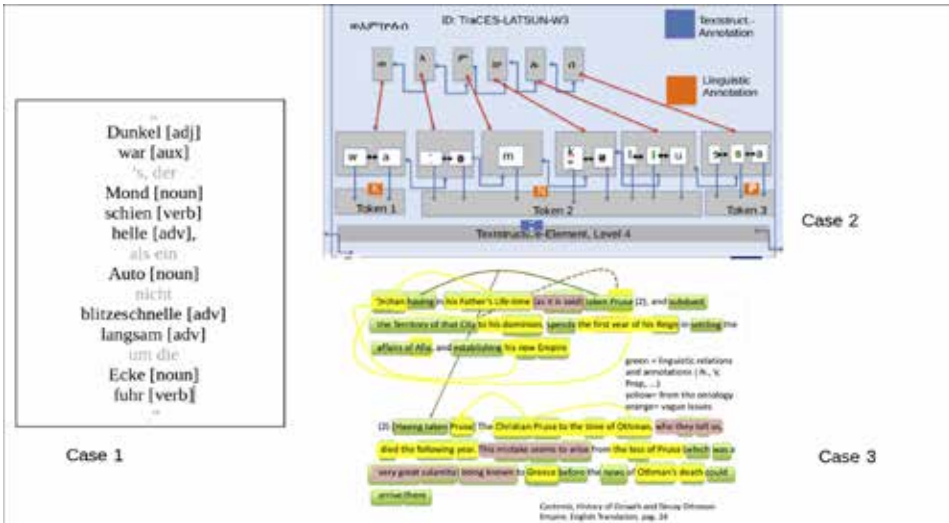 Dunkel [adj]
war [aux]
's, der
Mond [noun]
schien [verb]
helle [adv],
als ein
Auto [noun]
nicht
blitzeschnelle [adv]
langsam [adv]
um die
Ecke [noun]
fuhr [verb]
Case 1
ID: TraCES-LATSUN-W3
Textstruct.-
Annotation
Linguistic
Annotation
w a
m
u
Token 1
Token 2
Token 3
Element, Level 4
Case 2
Orchan having in his Father's Life-time (as it is said) taken Prusa (2), and subdued
the Territory of that City to his dominion, spends the first year of his Reign in settling the
affairs of Asia, and establishing his new Empire
green = linguistic relations
and annotations ( N., V,
Prep, ...)
yellow= from the ontology
orange= vague issues
(2) [Having taken Prusa] The Christian Pruse to the time of Othman, who they tell us,
died the following year. This mistake seems to arise from the loss of Prusa (which was a
very great calamity) being known to Greece before the news of Othman's death could
arrive there
Case 3
History of Growth and Decay Ottoman
Empire, English Translation, pag. 24